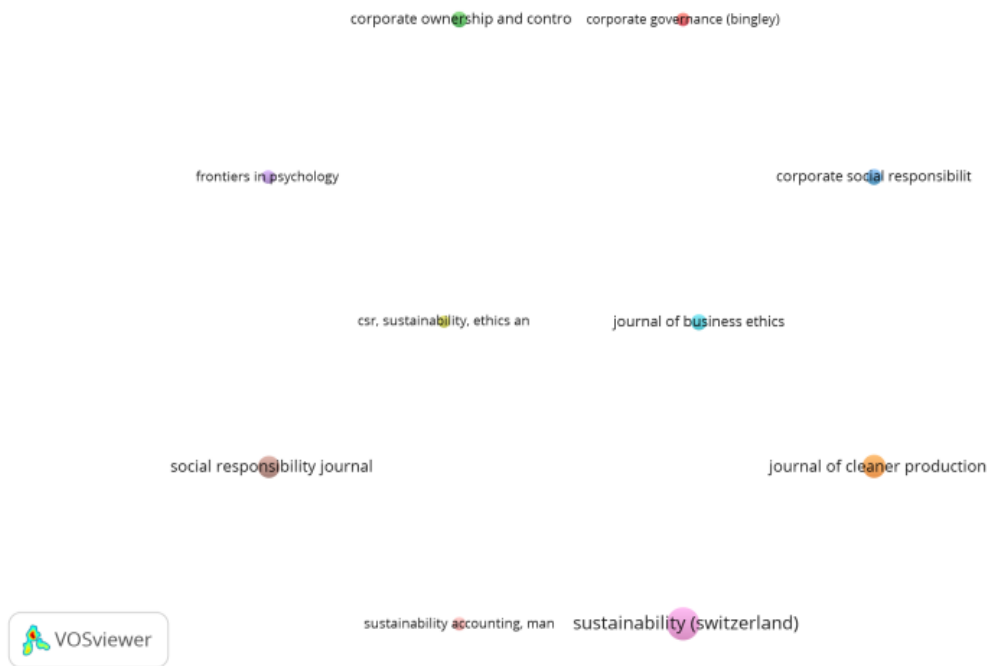 corporate ownership and contro
corporate governance (bingley)
frontiers in psychology
corporate social responsibilit
csr, sustainability, ethics an
journal of business ethics
social responsibility journal
journal of cleaner production
sustainability accounting, man
sustainability (switzerland)
VOSviewer